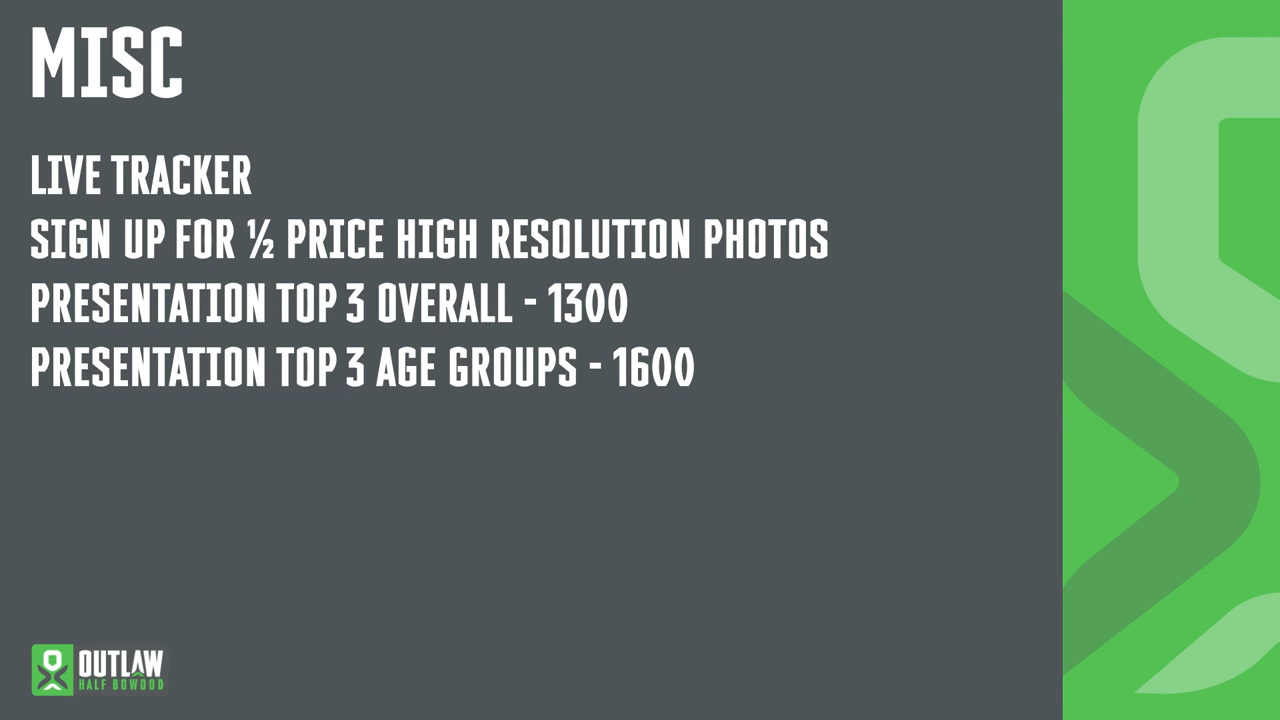 MISC
LIVE TRACKER
SIGN UP FOR ½ PRICE HIGH RESOLUTION PHOTOS
PRESENTATION TOP 3 OVERALL - 1300
PRESENTATION TOP 3 AGE GROUPS - 1600
OUTLAW
HALF BOWOOD